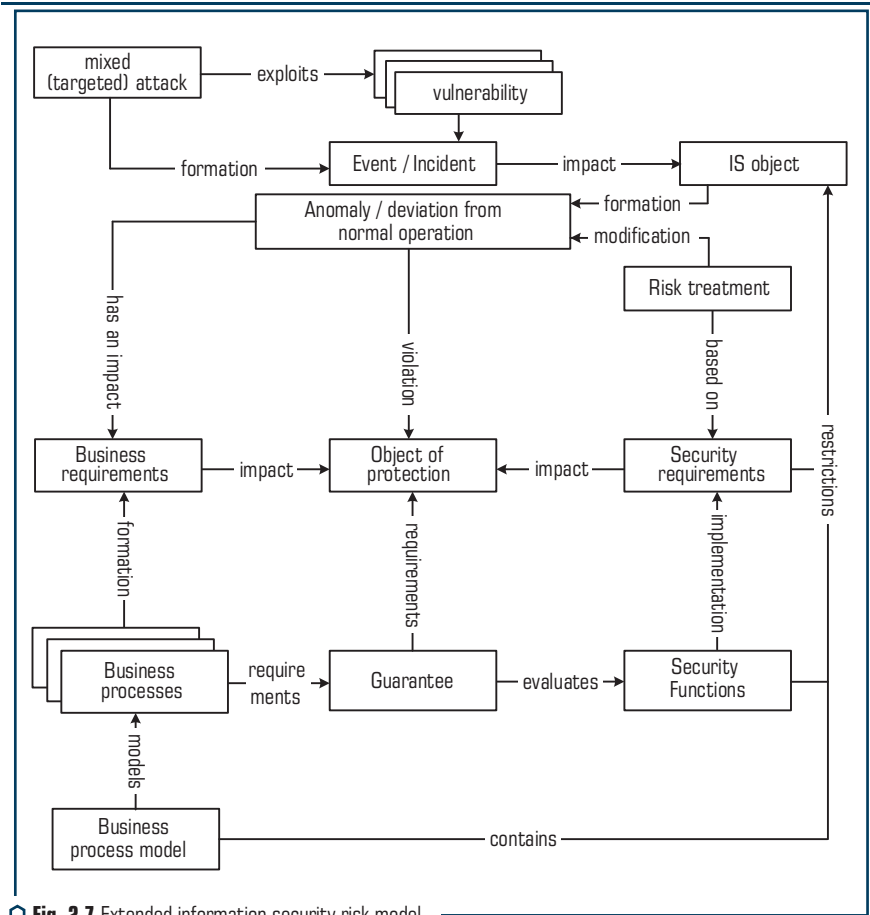 mixed
(targeted) attack
exploits
vulnerability
formation
Event / Incident
impact
IS object
Anomaly / deviation from
normal operation
formation
modification
Risk treatment
has an impact
violation
based on
restrictions
Business
requirements
impact
Object of
protection
impact
Security
requirements
formation
requirements
implementation
Business
processes
require
ments
Guarantee
evaluates
Security
Functions
models
Business
process model
contains
Fig. 2.7 Extended information security risk model